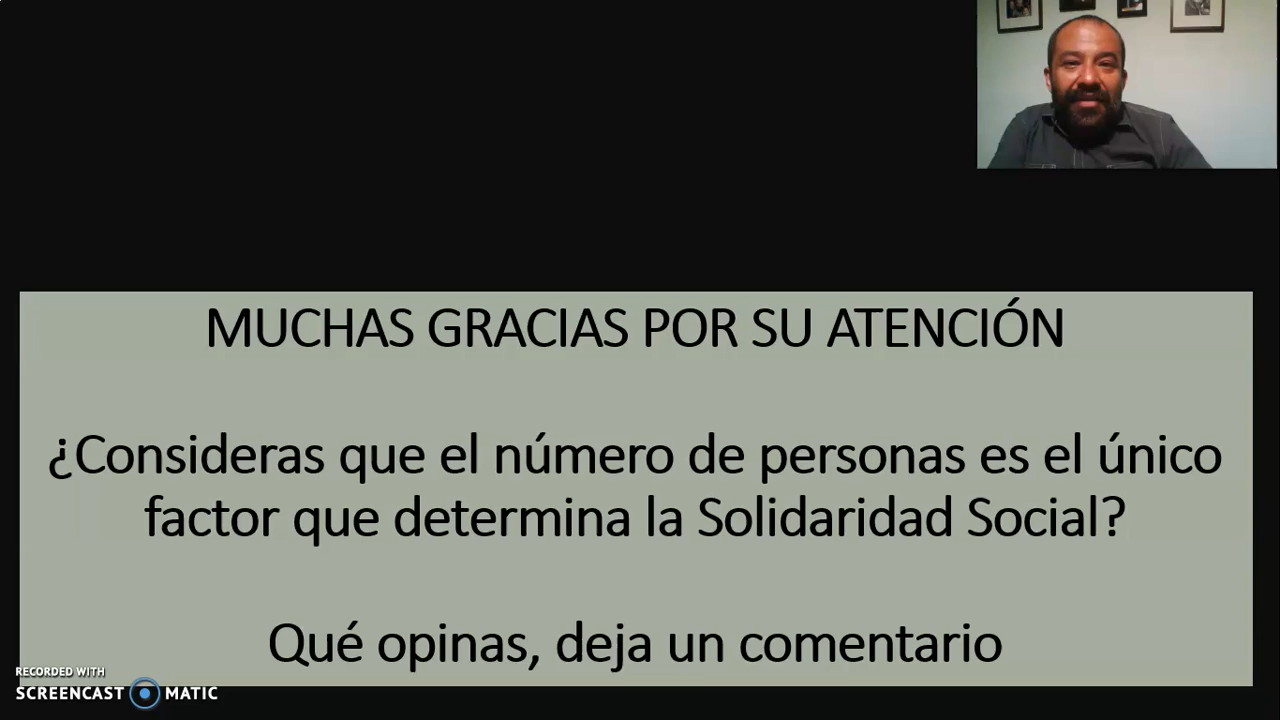 MUCHAS GRACIAS POR SU ATENCIÓN
¿Consideras que el número de personas es el único
factor que determina la Solidaridad Social?
Qué opinas, deja un comentario
RECORDED WITH
SCREENCAST MATIC